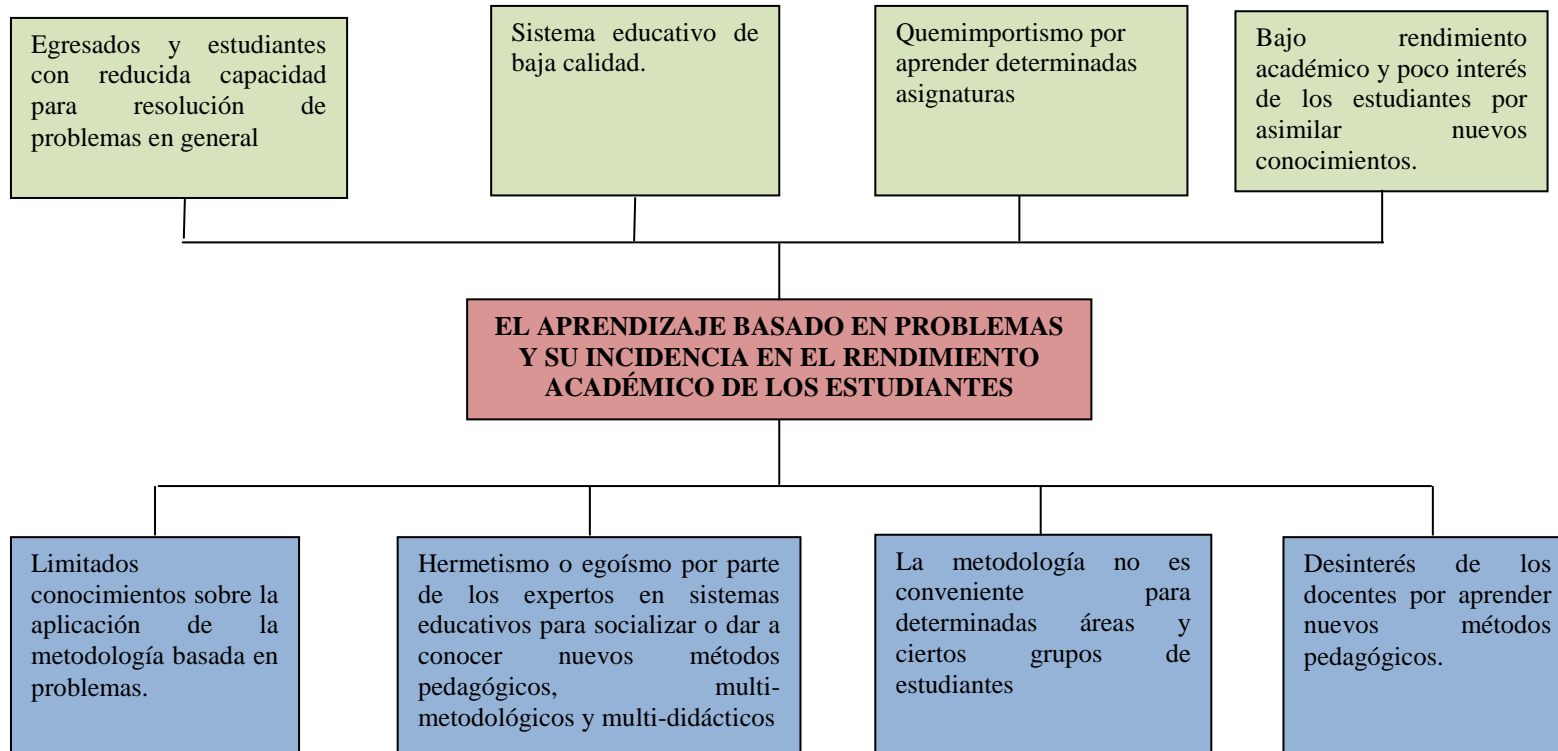 Egresados y estudiantes
con reducida capacidad
para resolución de
problemas en general
Sistema educativo de
baja calidad.
Quemimportismo por
aprender determinadas
asignaturas
Bajo rendimiento
académico y poco interés
de los estudiantes por
asimilar nuevos
conocimientos.
EL APRENDIZAJE BASADO EN PROBLEMAS
Y SU INCIDENCIA EN EL RENDIMIENTO
ACADÉMICO DE LOS ESTUDIANTES
Limitados
conocimientos sobre la
aplicación de la
metodología basada en
problemas.
Hermetismo o egoísmo por parte
de los expertos en sistemas
educativos para socializar o dar a
conocer nuevos métodos
pedagógicos, multi-
metodológicos y multi-didácticos
La metodología no es
conveniente para
determinadas áreas y
ciertos grupos de
estudiantes
Desinterés de los
docentes por aprender
nuevos métodos
pedagógicos.